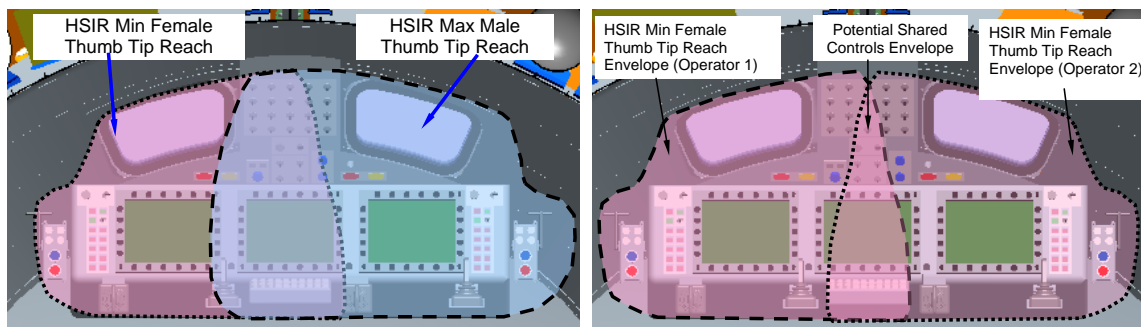 HSIR Min Female
Thumb Tip Reach
HSIR Max Male
Thumb Tip Reach
HSIR Min Female
Thumb Tip Reach
Envelope (Operator 1)
Potential Shared
Controls Envelope
HSIR Min Female
Thumb Tip Reach
Envelope (Operator 2)